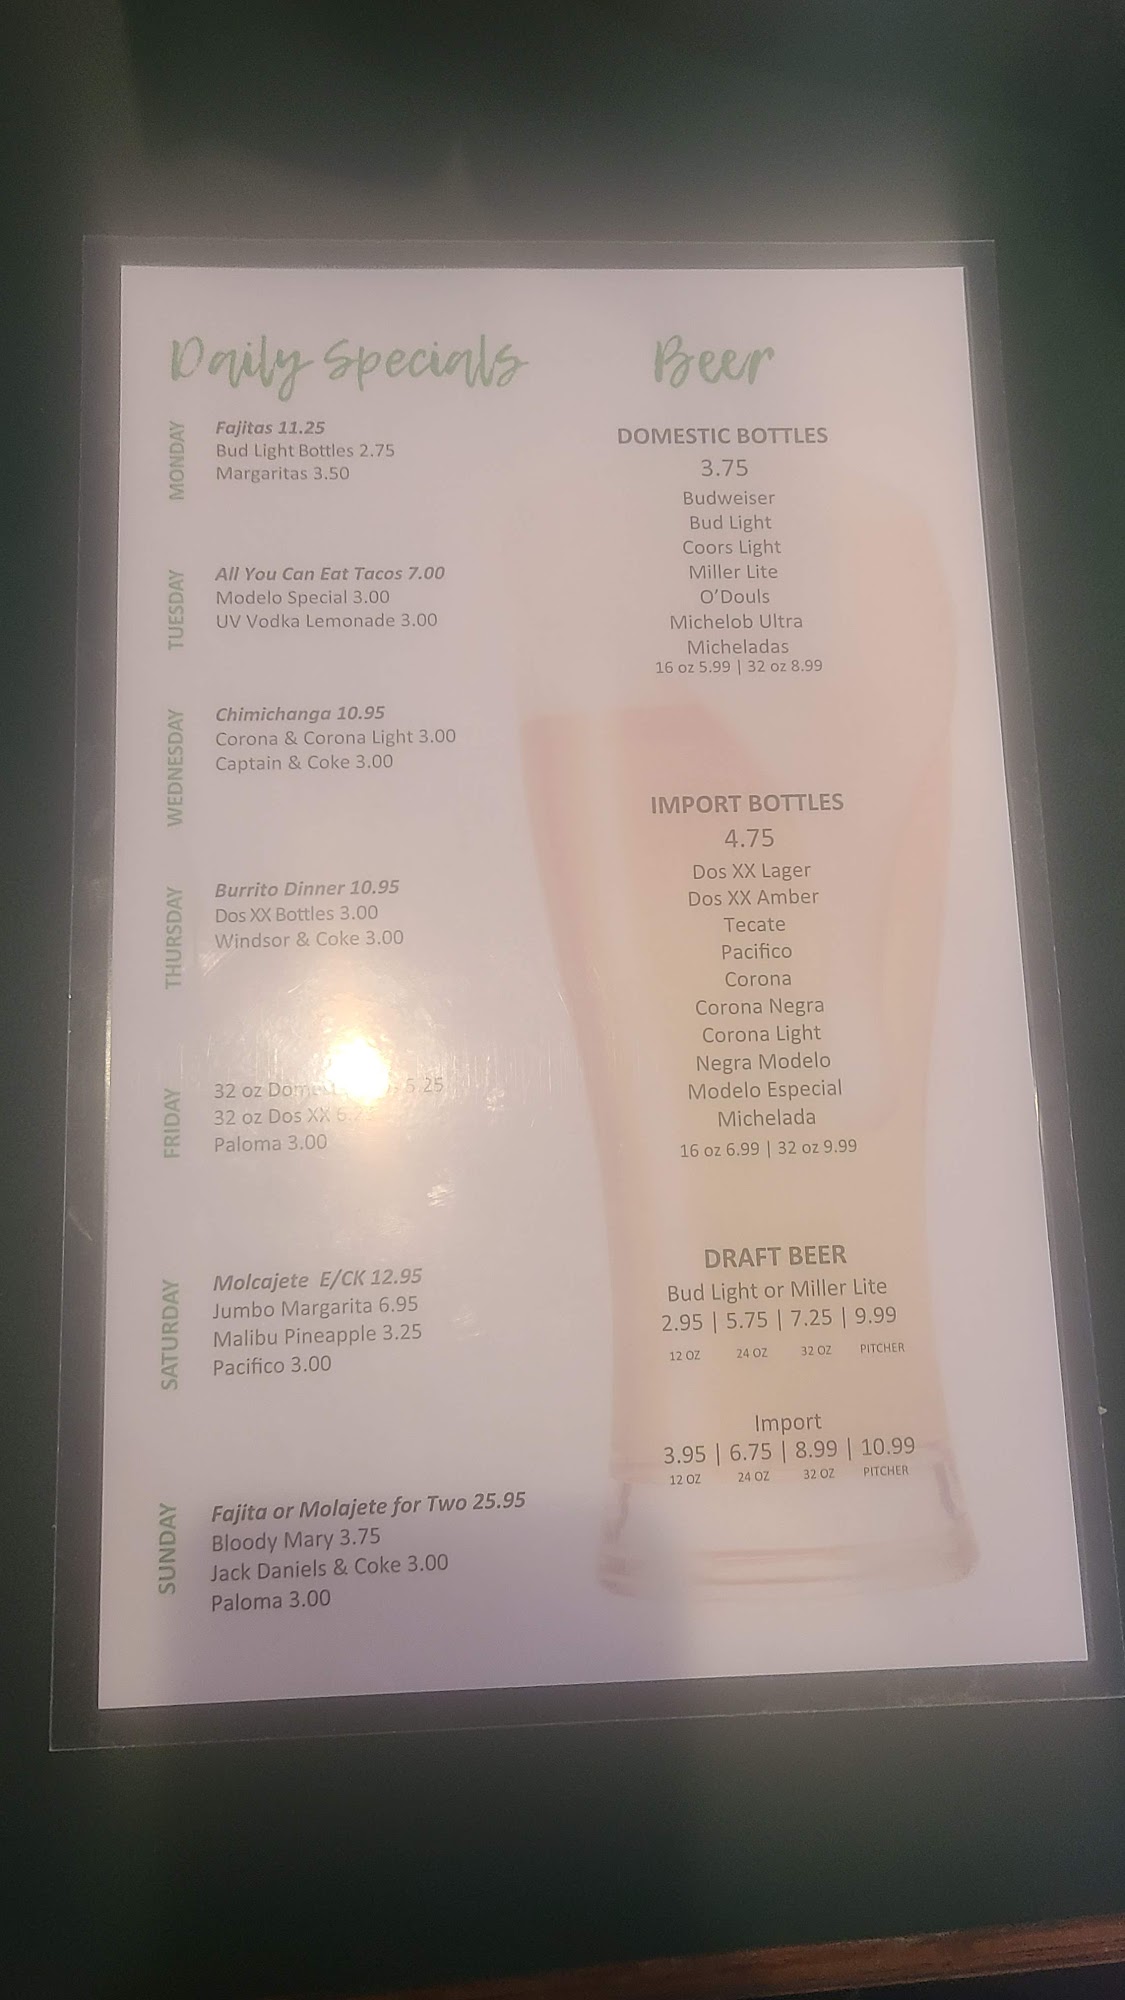 Daily Specials
MONDAY
Fajitas 11.25
Bud Light Bottles 2.75
Margaritas 3.50
TUESDAY
All You Can Eat Tacos 7.00
Modelo Special 3.00
UV Vodka Lemonade 3.00
WEDNESDAY
Chimichanga 10.95
Corona & Corona Light 3.00
Captain & Coke 3.00
THURSDAY
Burrito Dinner 10.95
Dos XX Bottles 3.00
Windsor & Coke 3.00
FRIDAY
32 oz 5.25
32 oz Dos XX
Paloma 3.00
SATURDAY
Molcajete E/CK 12.95
Jumbo Margarita 6.95
Malibu Pineapple 3.25
Pacifico 3.00
SUNDAY
Fajita or Molajete for Two 25.95
Bloody Mary 3.75
Jack Daniels & Coke 3.00
Paloma 3.00
Beer
DOMESTIC BOTTLES
3.75
Budweiser
Bud Light
Coors Light
Miller Lite
O'Douls
Michelob Ultra
Micheladas
16 oz 5.99 | 32 oz 8.99
IMPORT BOTTLES
4.75
Dos XX Lager
Dos XX Amber
Tecate
Pacifico
Corona
Corona Negra
Corona Light
Negra Modelo
Modelo Especial
Michelada
16 oz 6.99 | 32 oz 9.99
DRAFT BEER
Bud Light or Miller Lite
2.95 | 5.75 | 7.25 | 9.99
12 OZ 24 OZ 32 OZ PITCHER
Import
3.95 | 6.75 | 8.99 | 10.99
12 OZ 24 OZ 32 OZ PITCHER